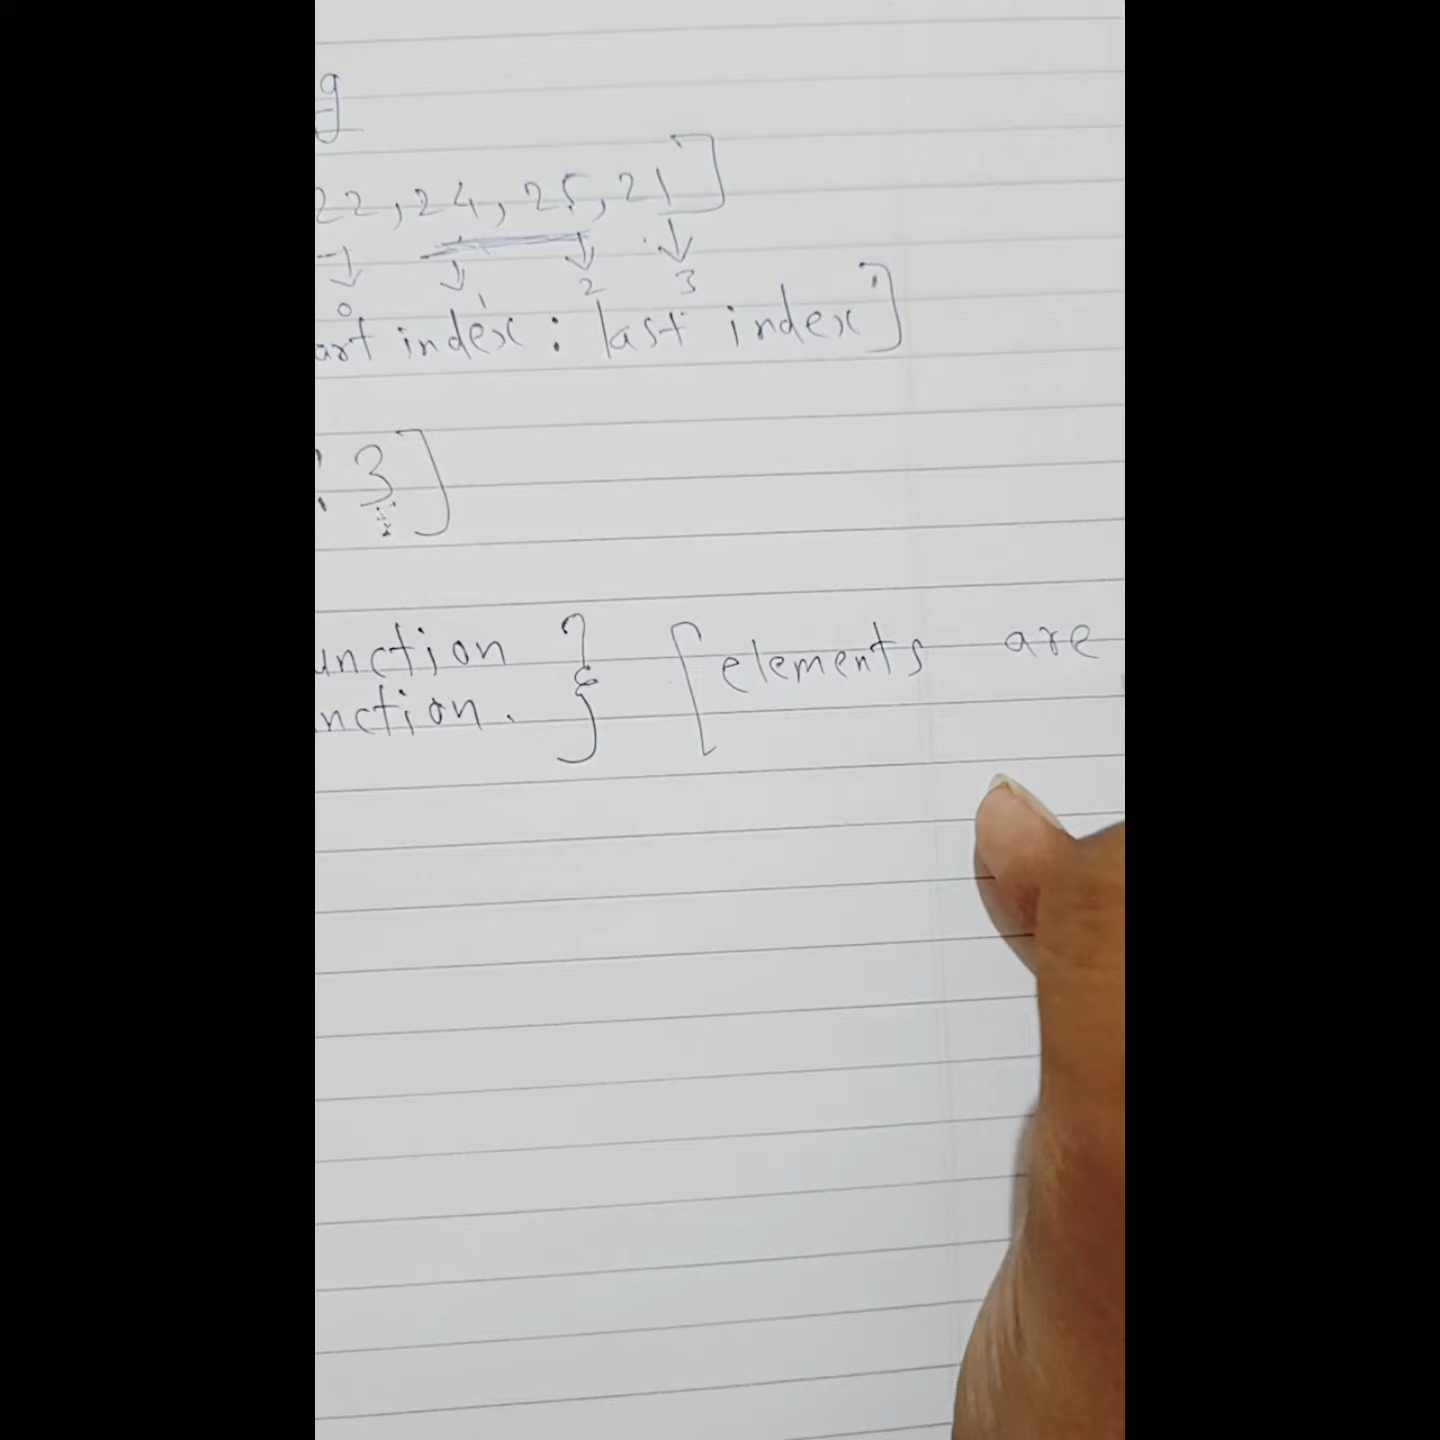 g
22, 24, 25, 21]
0 1 2 3
art index : last index]
: 3]
unction } [elements are
nction.